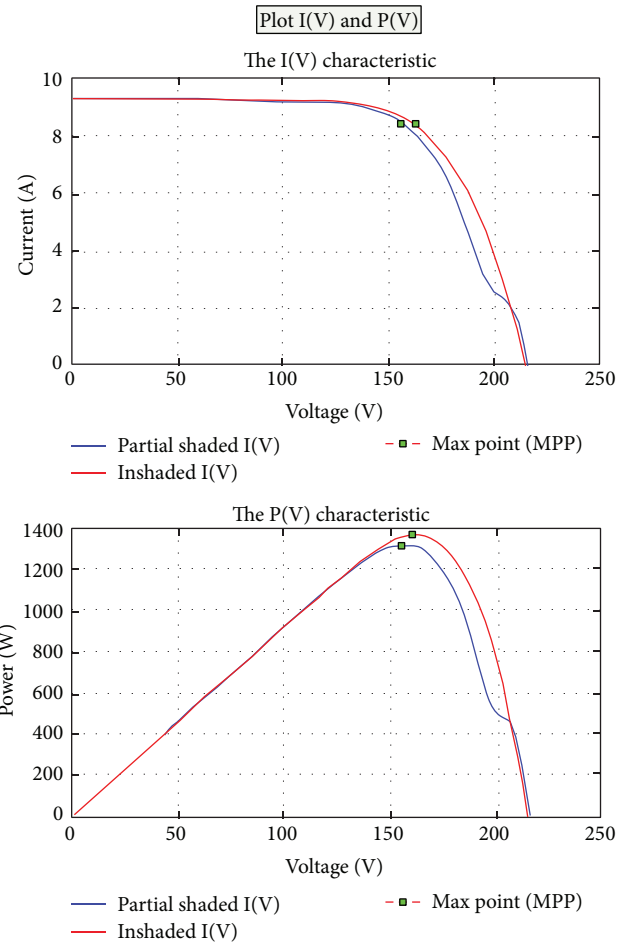 Plot I(V) and P(V)
The I(V) characteristic
10
8
6
4
2
0
Current (A)
0 50 100 150 200 250
Voltage (V)
Partial shaded I(V)
Max point (MPP)
Inshaded I(V)
The P(V) characteristic
1400
1200
1000
800
600
400
200
0
Power (W)
0 50 100 150 200 250
Voltage (V)
Partial shaded I(V)
Max point (MPP)
Inshaded I(V)